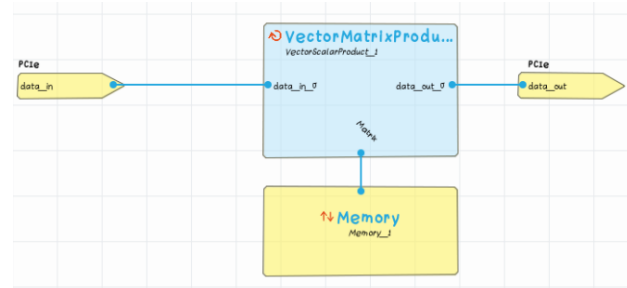 VectorMatrixProdu...
VectorScalarProduct_1
PCIe
PCIe
data_in
data_in_0
data_out_0
data_out
Matrix
Memory
Memory_1